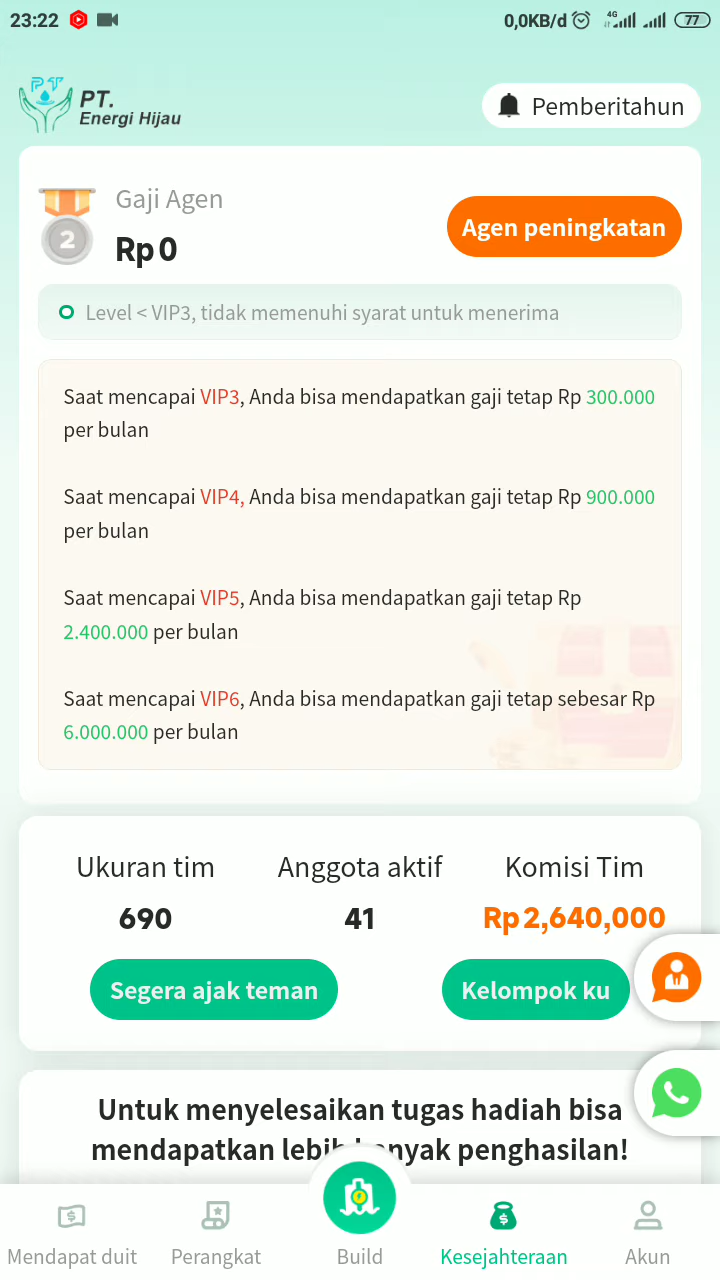 23:22
0,0KB/d
4G
77
PT
PT.
Energi Hijau
Pemberitahun
2
Gaji Agen
Rp 0
Agen peningkatan
Level < VIP3, tidak memenuhi syarat untuk menerima
Saat mencapai VIP3, Anda bisa mendapatkan gaji tetap Rp 300.000
per bulan
Saat mencapai VIP4, Anda bisa mendapatkan gaji tetap Rp 900.000
per bulan
Saat mencapai VIP5, Anda bisa mendapatkan gaji tetap Rp
2.400.000 per bulan
Saat mencapai VIP6, Anda bisa mendapatkan gaji tetap sebesar Rp
6.000.000 per bulan
Ukuran tim Anggota aktif Komisi Tim
690 41 Rp 2,640,000
Segera ajak teman Kelompok ku
Untuk menyelesaikan tugas hadiah bisa
mendapatkan lebih banyak penghasilan!
Mendapat duit Perangkat Build Kesejahteraan Akun